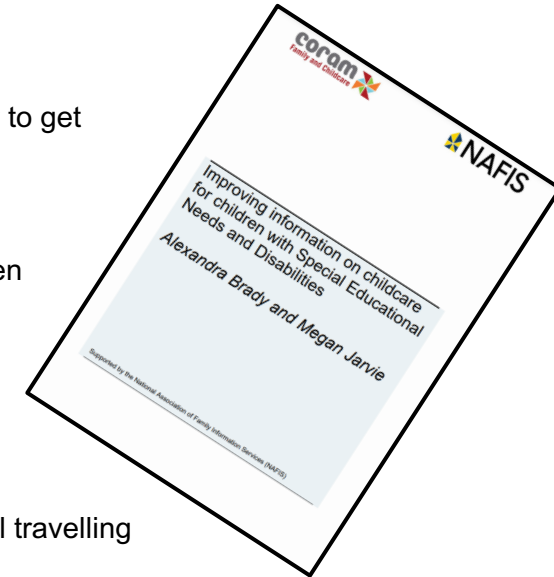 to get
en
l travelling
coram
Family and Childcare
NAFIS
Improving information on childcare
for children with Special Educational
Needs and Disabilities
Alexandra Brady and Megan Jarvie
Supported by the National Association of Family Information Services (NAFIS)